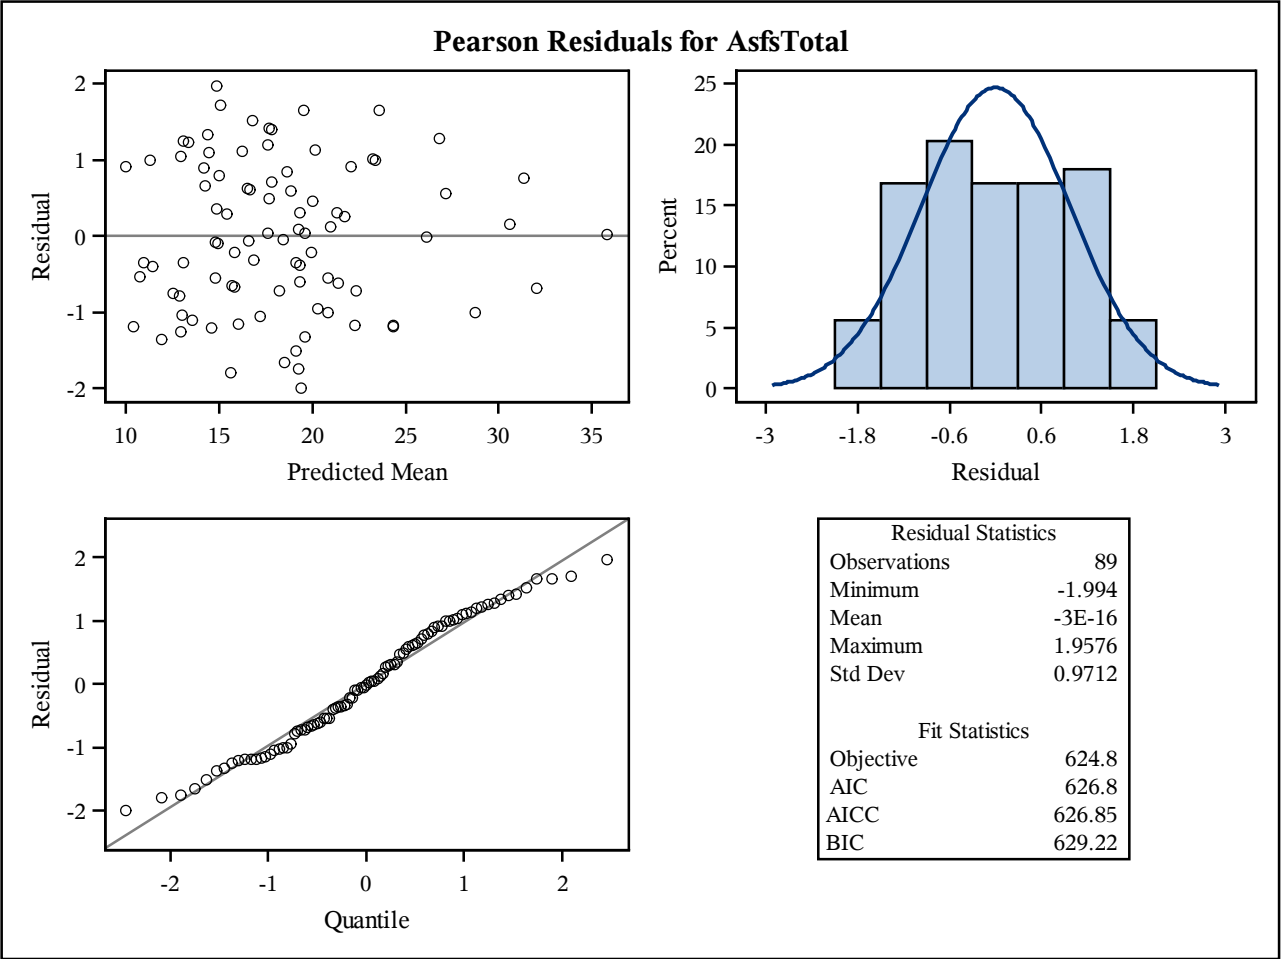 Pearson Residuals for AsfsTotal
2
1
0
-1
-2
Residual
10 15 20 25 30 35
Predicted Mean
25
20
15
10
5
0
Percent
-3 -1.8 -0.6 0.6 1.8 3
Residual
2
1
0
-1
-2
Residual
-2 -1 0 1 2
Quantile
Residual Statistics
Observations 89
Minimum -1.994
Mean -3E-16
Maximum 1.9576
Std Dev 0.9712
Fit Statistics
Objective 624.8
AIC 626.8
AICC 626.85
BIC 629.22